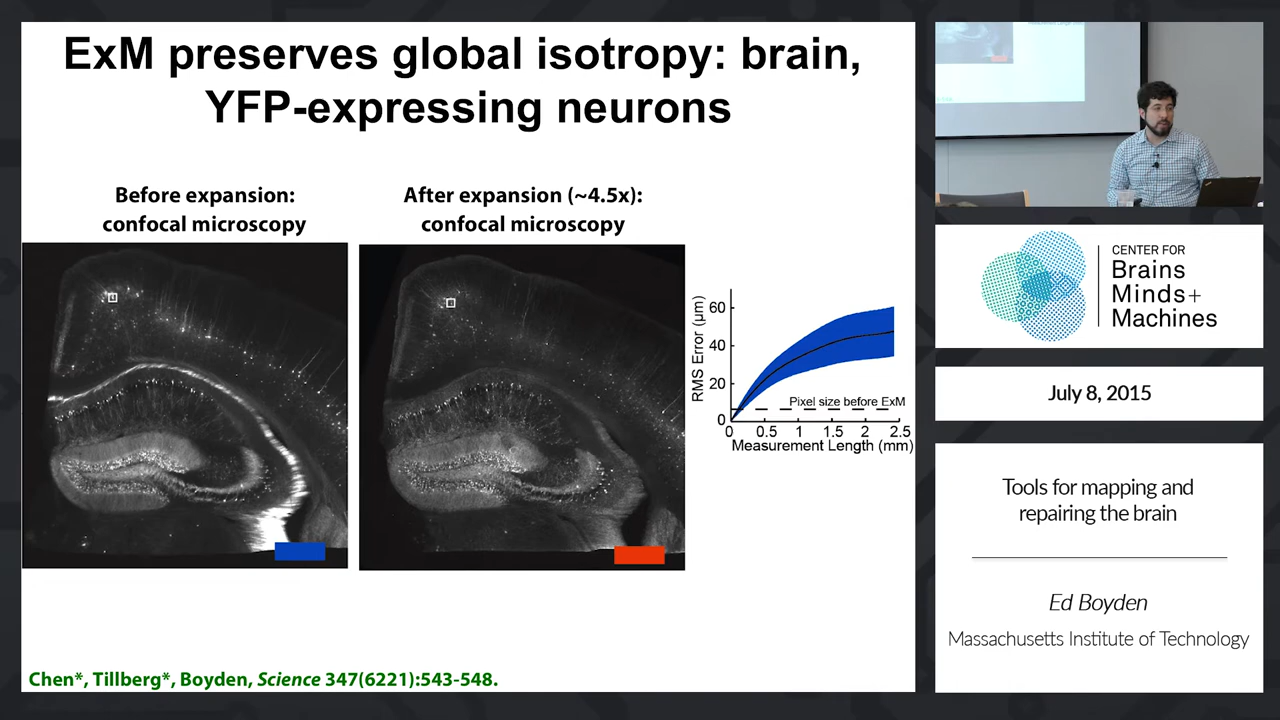 ExM preserves global isotropy: brain,
YFP-expressing neurons
Before expansion:
confocal microscopy
After expansion (~4.5x):
confocal microscopy
RMS Error (µm)
60
40
20
0
Pixel size before ExM
0 0.5 1 1.5 2 2.5
Measurement Length (mm)
Chen*, Tillberg*, Boyden, Science 347(6221):543-548.
CENTER FOR
Brains
Minds+
Machines
July 8, 2015
Tools for mapping and
repairing the brain
Ed Boyden
Massachusetts Institute of Technology